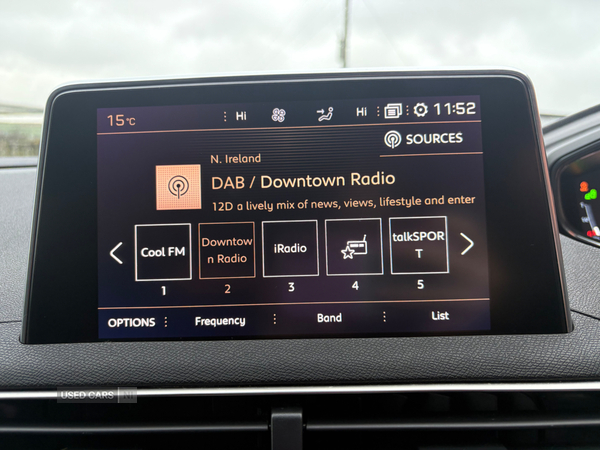 15°C Hi Hi 11:52
SOURCES
N. Ireland
DAB / Downtown Radio
12D a lively mix of news, views, lifestyle and enter
Cool FM
Downtow
n Radio
iRadio
talkSPOR
T
1 2 3 4 5
OPTIONS Frequency Band List
USED CARS NI